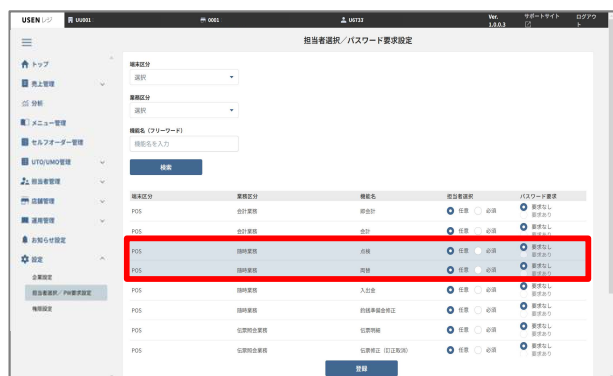 USEN レジ
UU001
0001
U6733
Ver.
1.0.0.3
サポートサイト
ログアウト
担当者選択／パスワード要求設定
トップ
売上管理
分析
メニュー管理
セルフオーダー管理
UTO/UMO管理
担当者管理
店舗管理
運用管理
お知らせ設定
設定
企業設定
担当者選択／PW要求設定
権限設定
端末区分
選択
業務区分
選択
機能名（フリーワード）
機能名を入力
検索
端末区分 業務区分 機能名 担当者選択 パスワード要求
POS 会計業務 即会計 任意 必須 要求なし 要求あり
POS 会計業務 会計 任意 必須 要求なし 要求あり
POS 随時業務 点検 任意 必須 要求なし 要求あり
POS 随時業務 両替 任意 必須 要求なし 要求あり
POS 随時業務 入出金 任意 必須 要求なし 要求あり
POS 随時業務 釣銭準備金修正 任意 必須 要求なし 要求あり
POS 伝票照会業務 伝票明細 任意 必須 要求なし 要求あり
POS 伝票照会業務 伝票修正（訂正取消） 任意 必須 要求なし 要求あり
登録